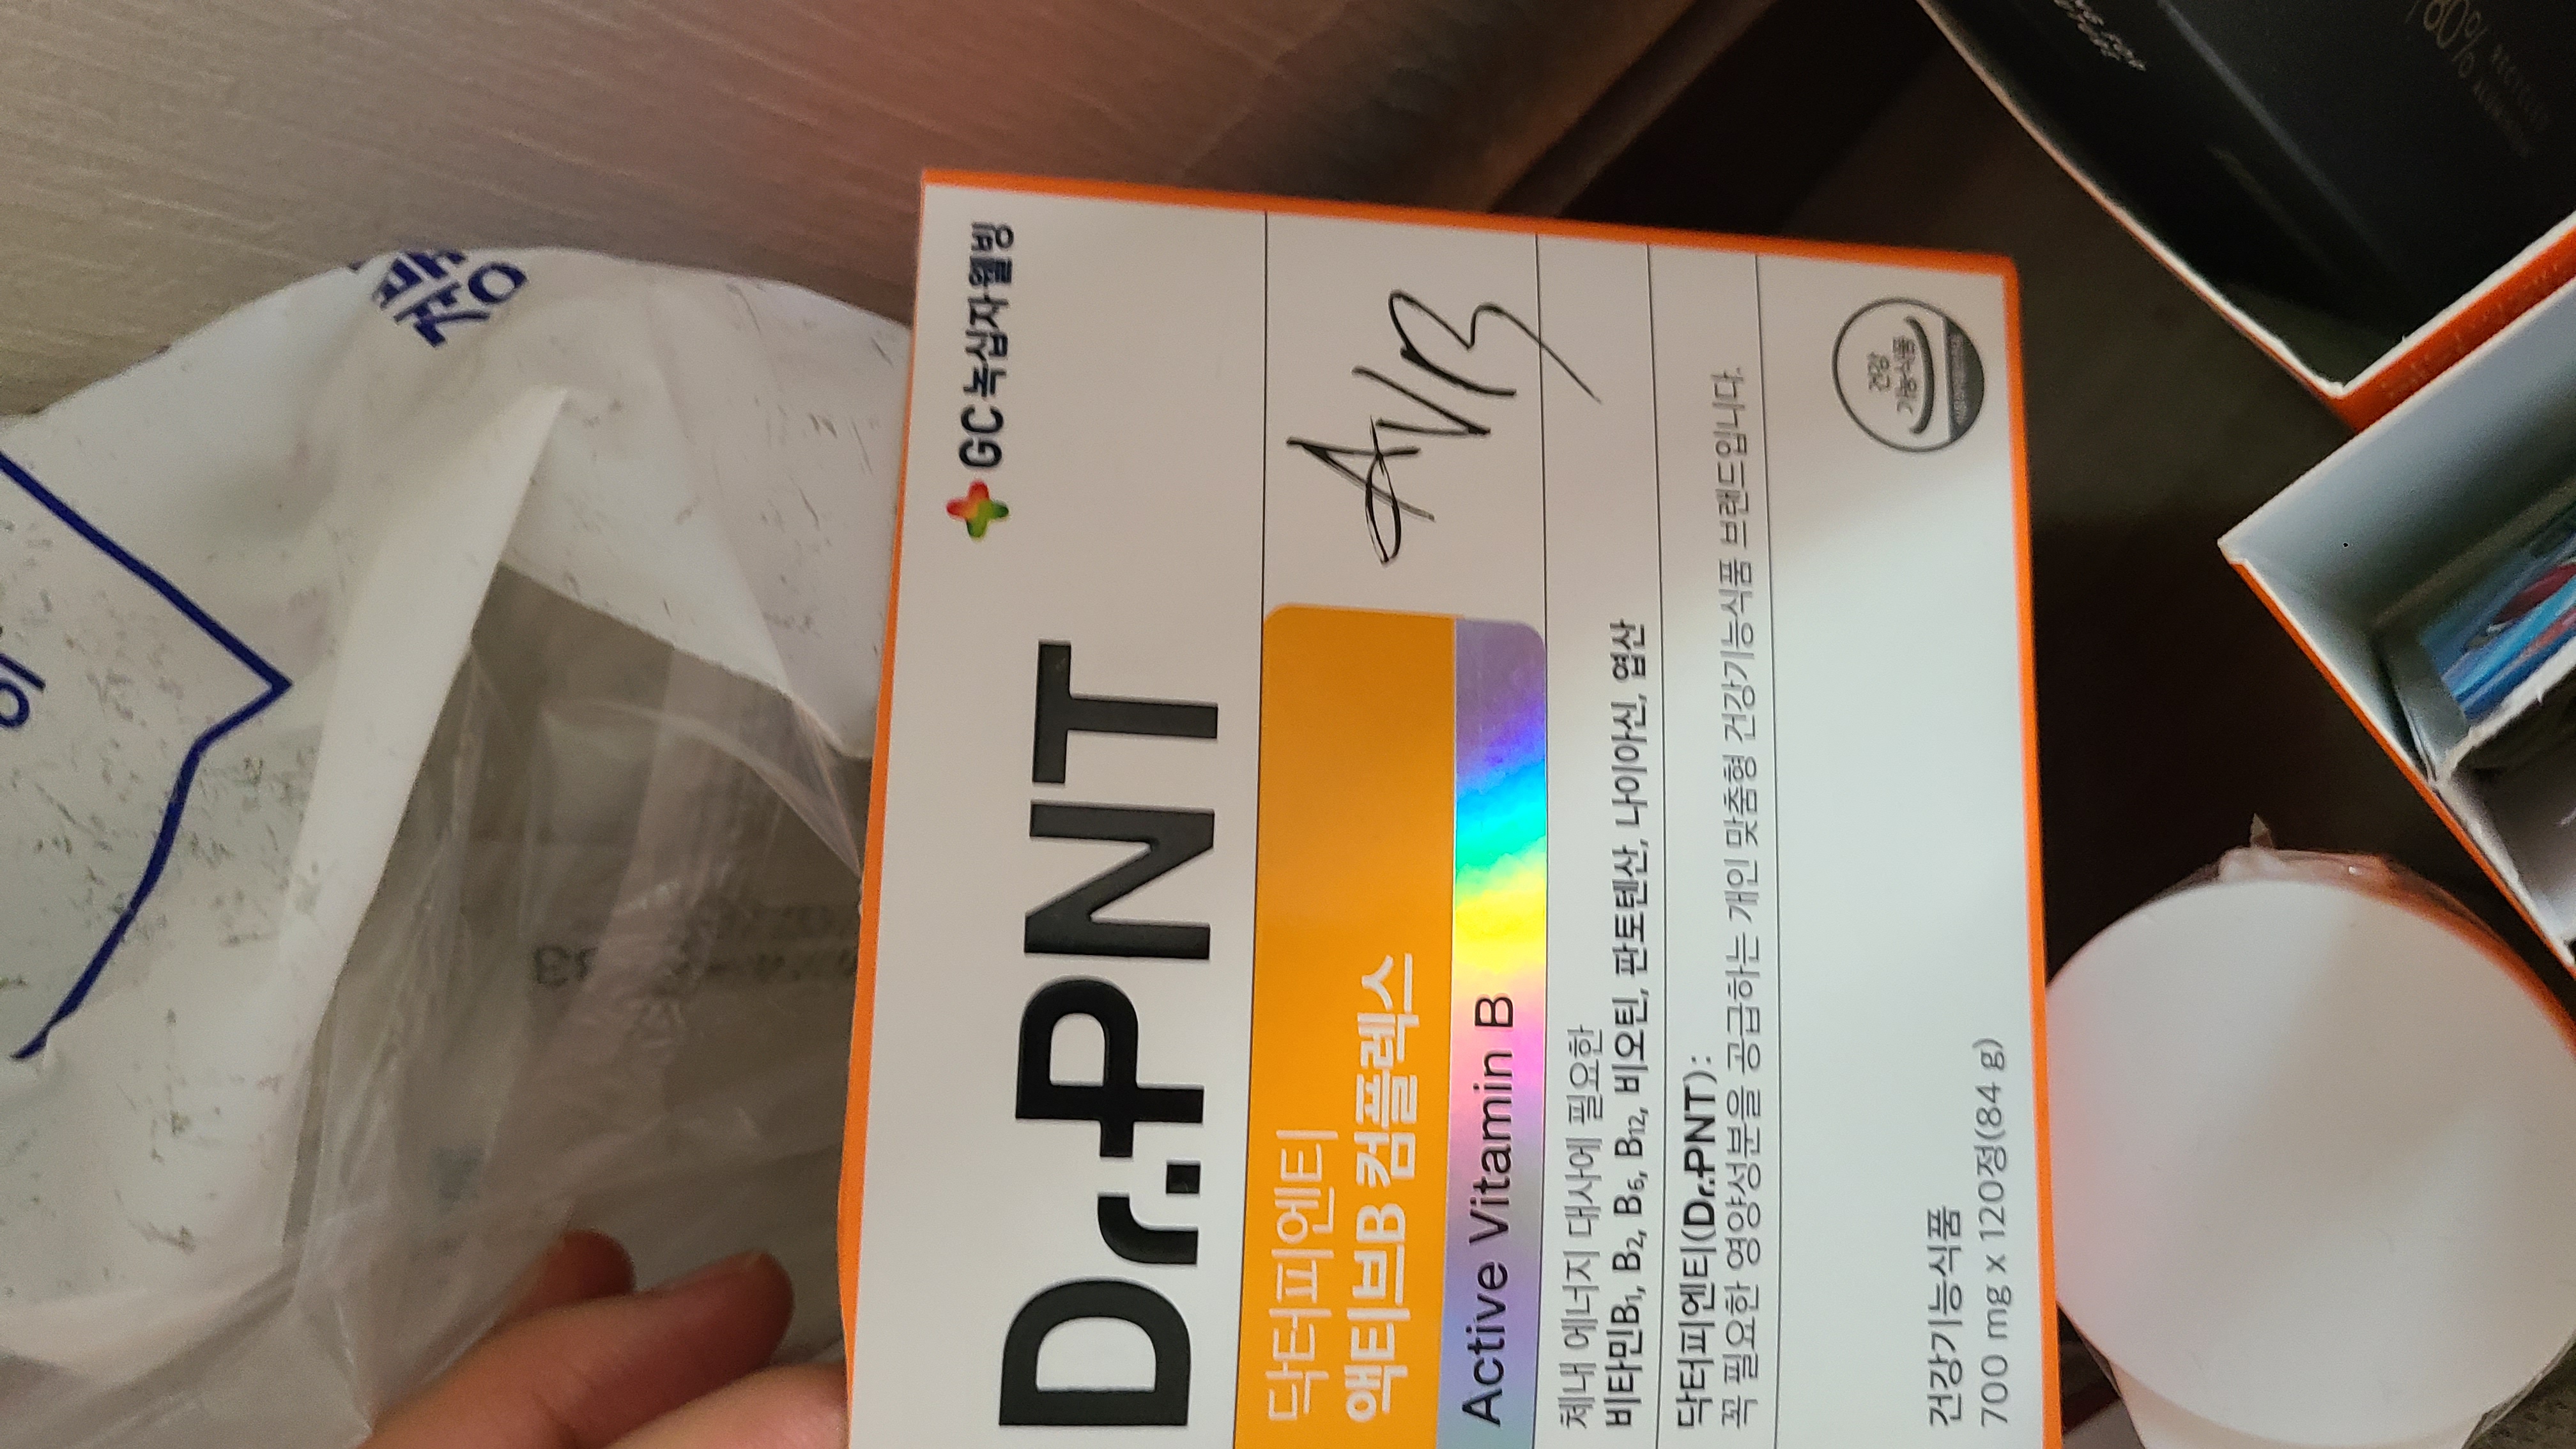 GC녹십자웰빙
Dr.PNT
닥터피엔티
액티브B 컴플렉스
AVB
Active Vitamin B
체내 에너지 대사에 필요한
비타민B₁, B₂, B₆, B₁₂, 비오틴, 판토텐산, 나이아신, 엽산
닥터피엔티(Dr.PNT):
꼭 필요한 영양성분을 공급하는 개인 맞춤형 건강기능식품 브랜드입니다.
건강기능식품
700 mg x 120정(84 g)
건강
기능식품
80%
RECYCLED